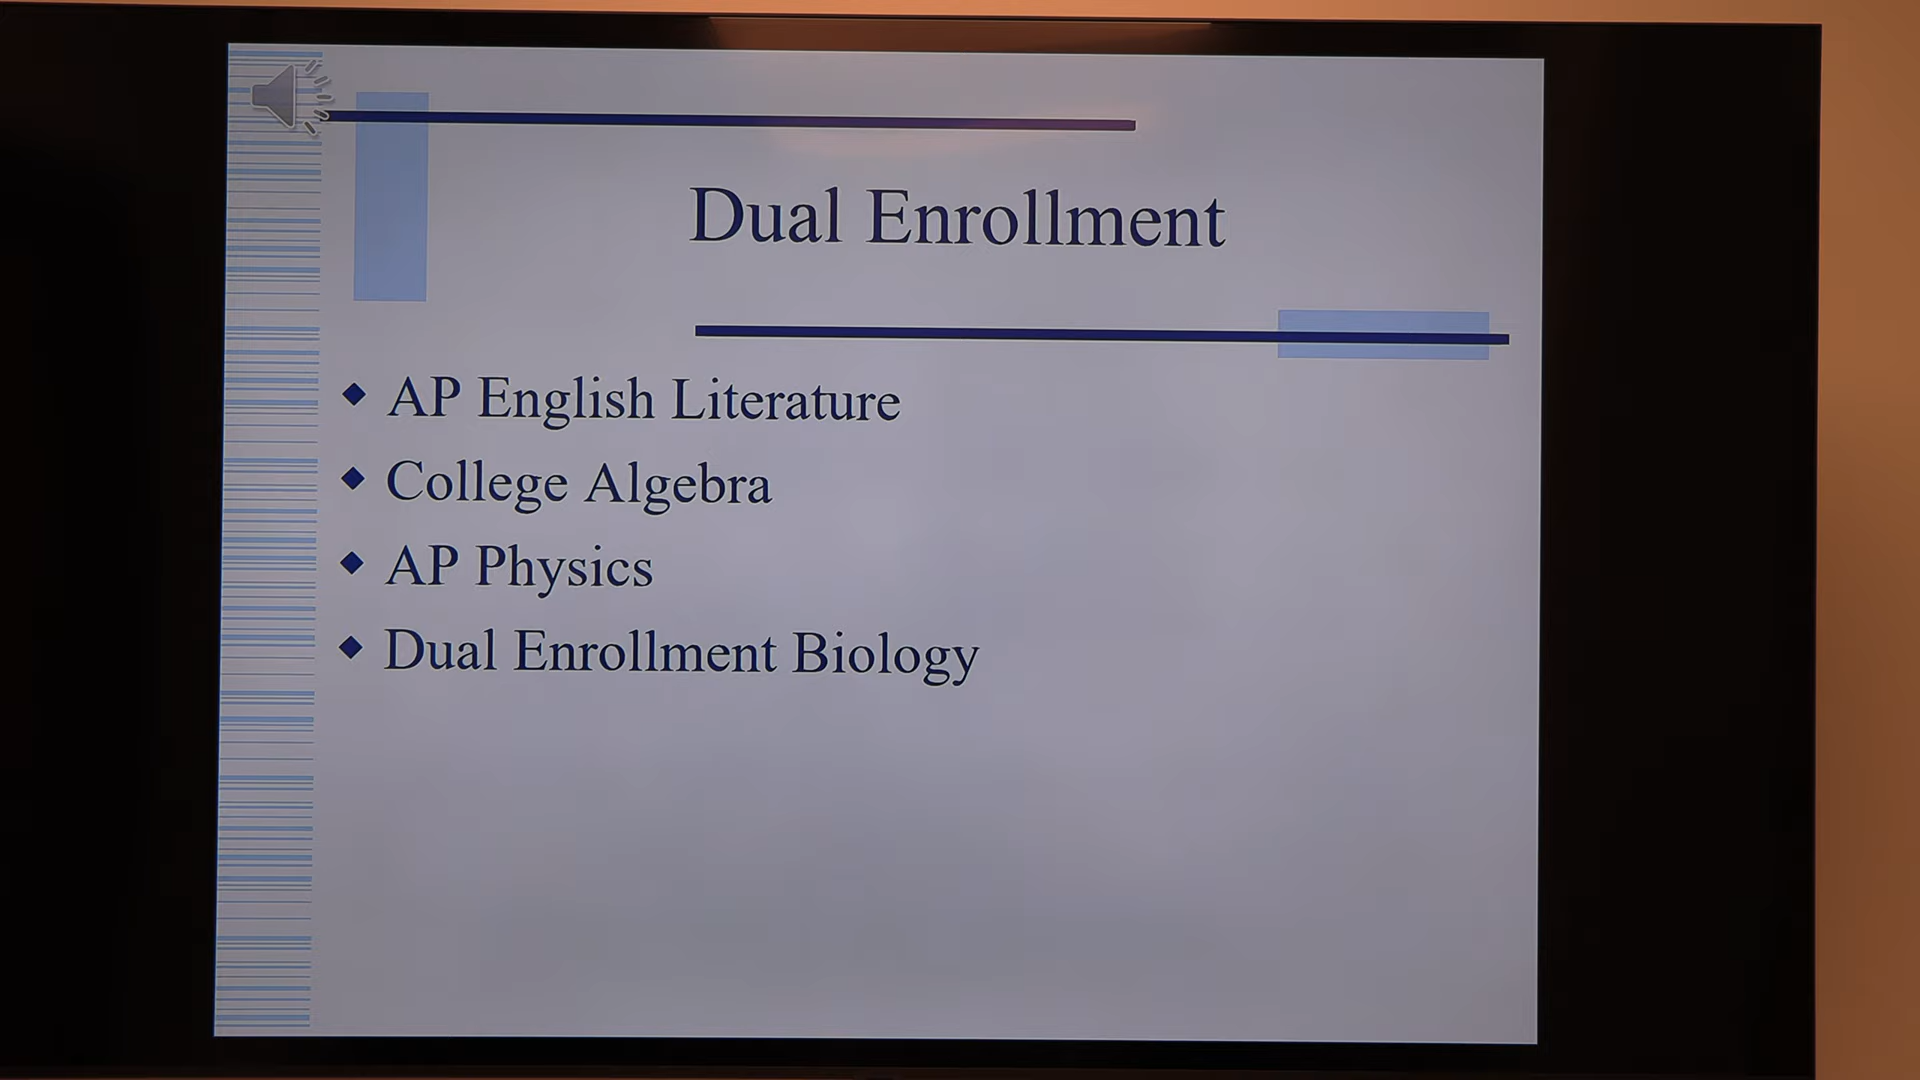 Dual Enrollment
AP English Literature
College Algebra
AP Physics
Dual Enrollment Biology